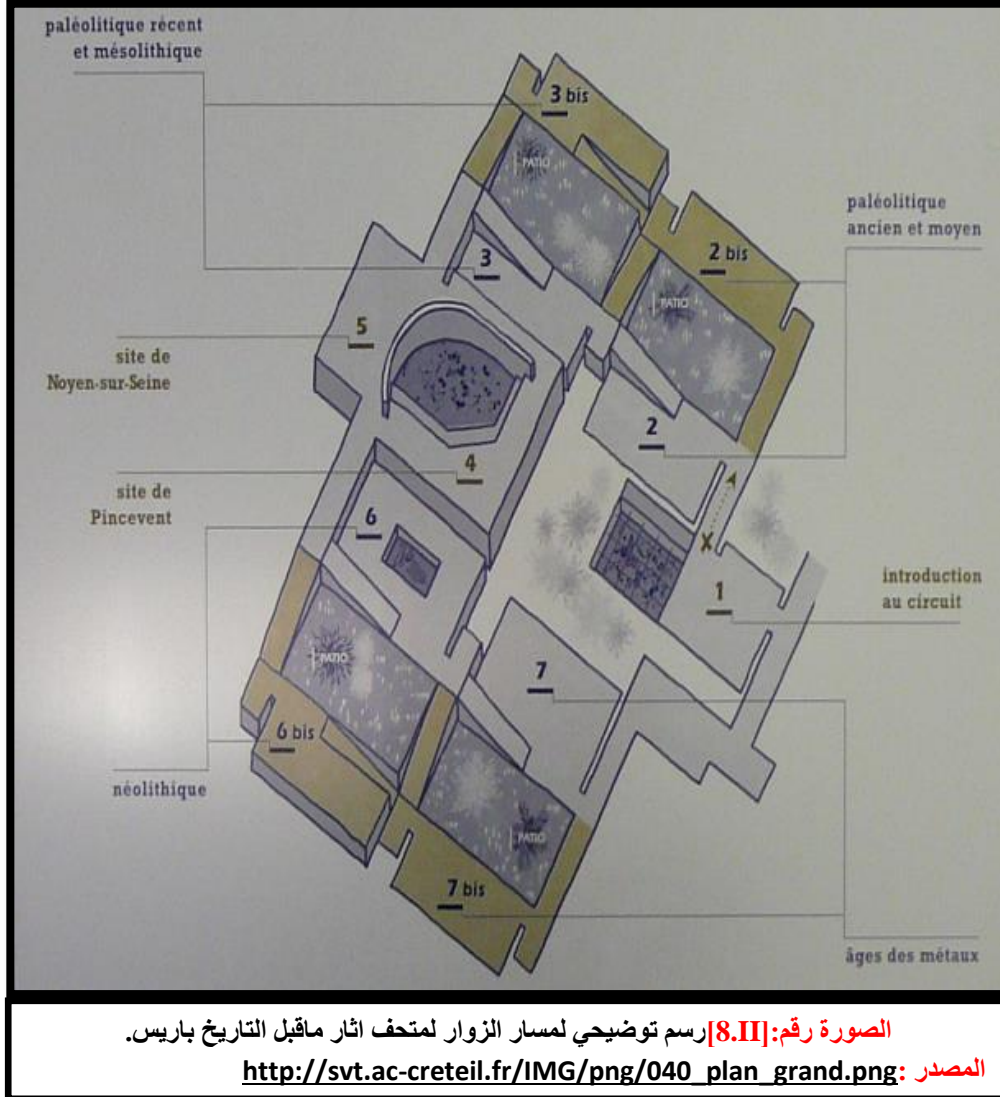 paléolitique récent
et mésolithique
3 bis
PATIO
paléolitique
ancien et moyen
2 bis
PATIO
3
5
site de
Noyen-sur-Seine
2
4
site de
Pincevent
6
x
1
introduction
au circuit
PATIO
7
6 bis
néolithique
PATIO
7 bis
âges des métaux
الصورة رقم:[8.II]رسم توضيحي لمسار الزوار لمتحف اثار ماقبل التاريخ باريس.
المصدر :http://svt.ac-creteil.fr/IMG/png/040_plan_grand.png